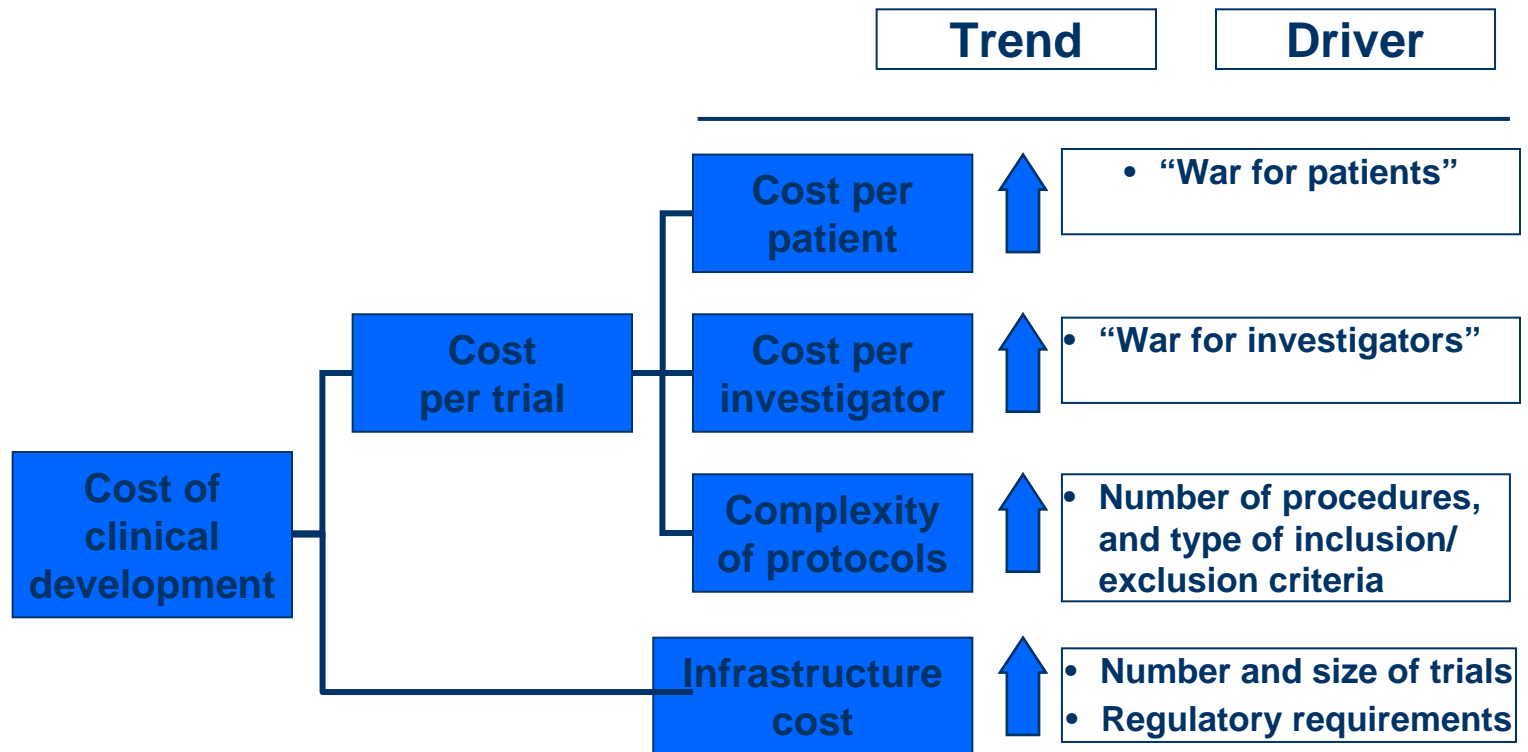 Trend
Driver
Cost per
patient
• “War for patients”
Cost
per trial
Cost per
investigator
• “War for investigators”
Cost of
clinical
development
Complexity
of protocols
• Number of procedures,
and type of inclusion/
exclusion criteria
Infrastructure
cost
• Number and size of trials
• Regulatory requirements